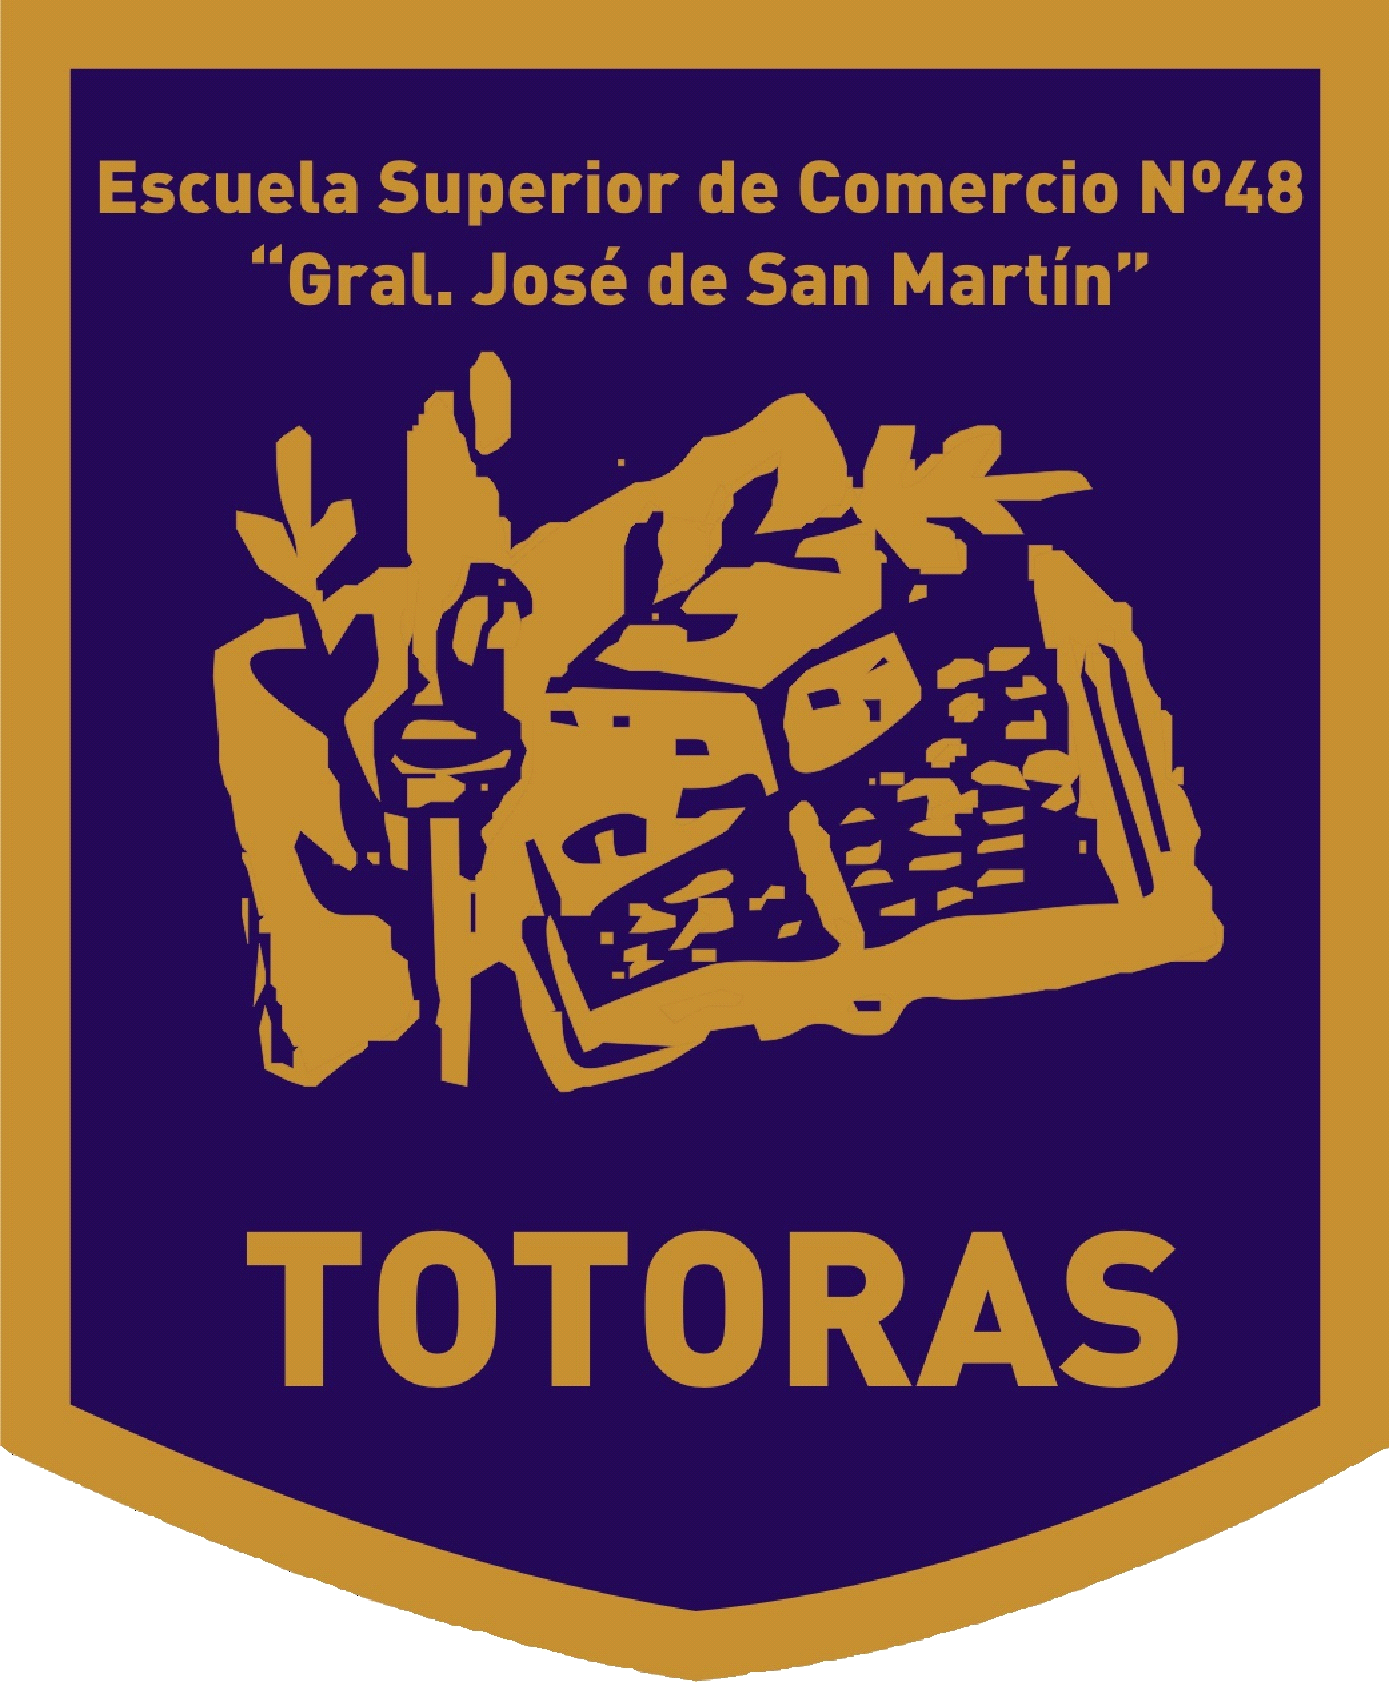 Escuela Superior de Comercio Nº48
“Gral. José de San Martín”
TOTORAS